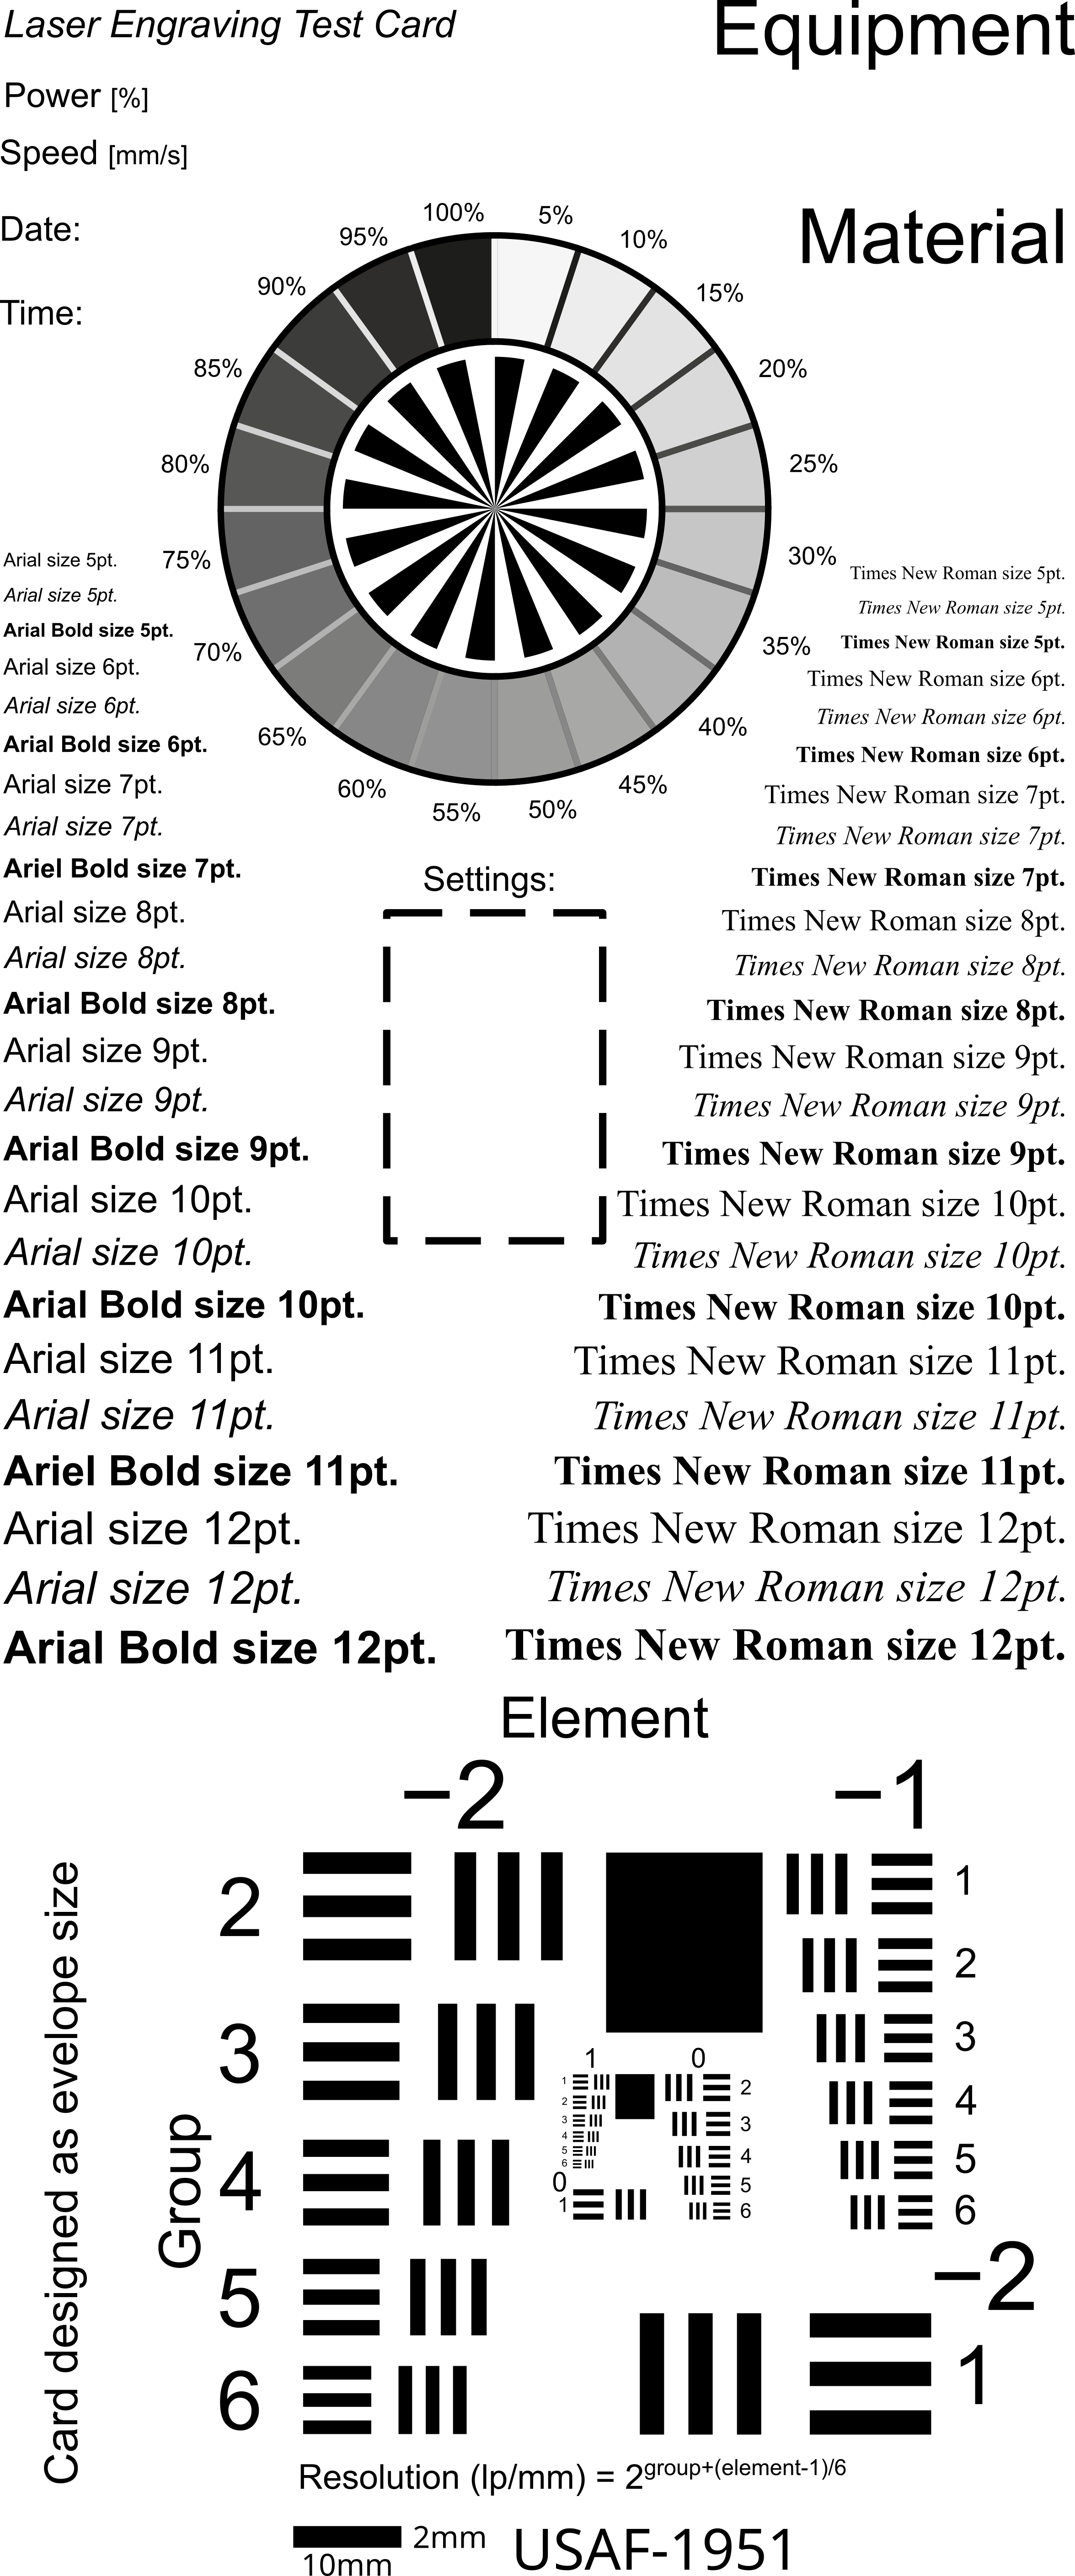 Laser Engraving Test Card
Equipment
Power [%]
Speed [mm/s]
Date:
Material
Time:
100%
5%
95%
10%
90%
15%
85%
20%
80%
25%
75%
30%
70%
35%
65%
40%
60%
45%
55%
50%
Arial size 5pt.
Arial size 5pt.
Arial Bold size 5pt.
Arial size 6pt.
Arial size 6pt.
Arial Bold size 6pt.
Arial size 7pt.
Arial size 7pt.
Ariel Bold size 7pt.
Arial size 8pt.
Arial size 8pt.
Arial Bold size 8pt.
Arial size 9pt.
Arial size 9pt.
Arial Bold size 9pt.
Arial size 10pt.
Arial size 10pt.
Arial Bold size 10pt.
Arial size 11pt.
Arial size 11pt.
Ariel Bold size 11pt.
Arial size 12pt.
Arial size 12pt.
Arial Bold size 12pt.
Settings:
Times New Roman size 5pt.
Times New Roman size 5pt.
Times New Roman size 5pt.
Times New Roman size 6pt.
Times New Roman size 6pt.
Times New Roman size 6pt.
Times New Roman size 7pt.
Times New Roman size 7pt.
Times New Roman size 7pt.
Times New Roman size 8pt.
Times New Roman size 8pt.
Times New Roman size 8pt.
Times New Roman size 9pt.
Times New Roman size 9pt.
Times New Roman size 9pt.
Times New Roman size 10pt.
Times New Roman size 10pt.
Times New Roman size 10pt.
Times New Roman size 11pt.
Times New Roman size 11pt.
Times New Roman size 11pt.
Times New Roman size 12pt.
Times New Roman size 12pt.
Times New Roman size 12pt.
Element
−2
−1
Card designed as evelope size
Group
2
3
4
5
6
1
2
3
4
5
6
1
0
1
2
3
4
5
6
0
1
2
3
4
5
6
−2
1
Resolution (lp/mm) = 2^group+(element-1)/6
2mm
10mm
USAF-1951